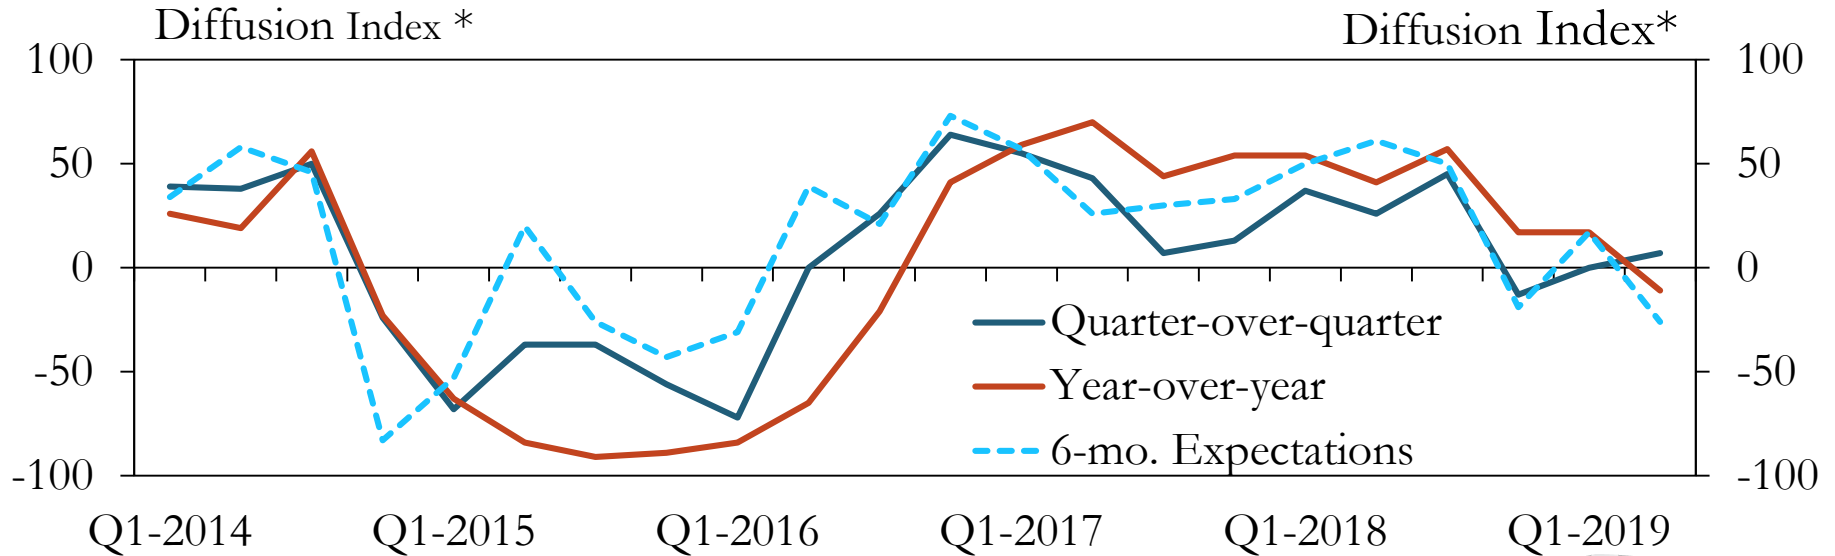 Diffusion Index *
Diffusion Index*
100
100
50
50
0
0
-50
-50
-100
-100
Quarter-over-quarter
Year-over-year
6-mo. Expectations
Q1-2014
Q1-2015
Q1-2016
Q1-2017
Q1-2018
Q1-2019